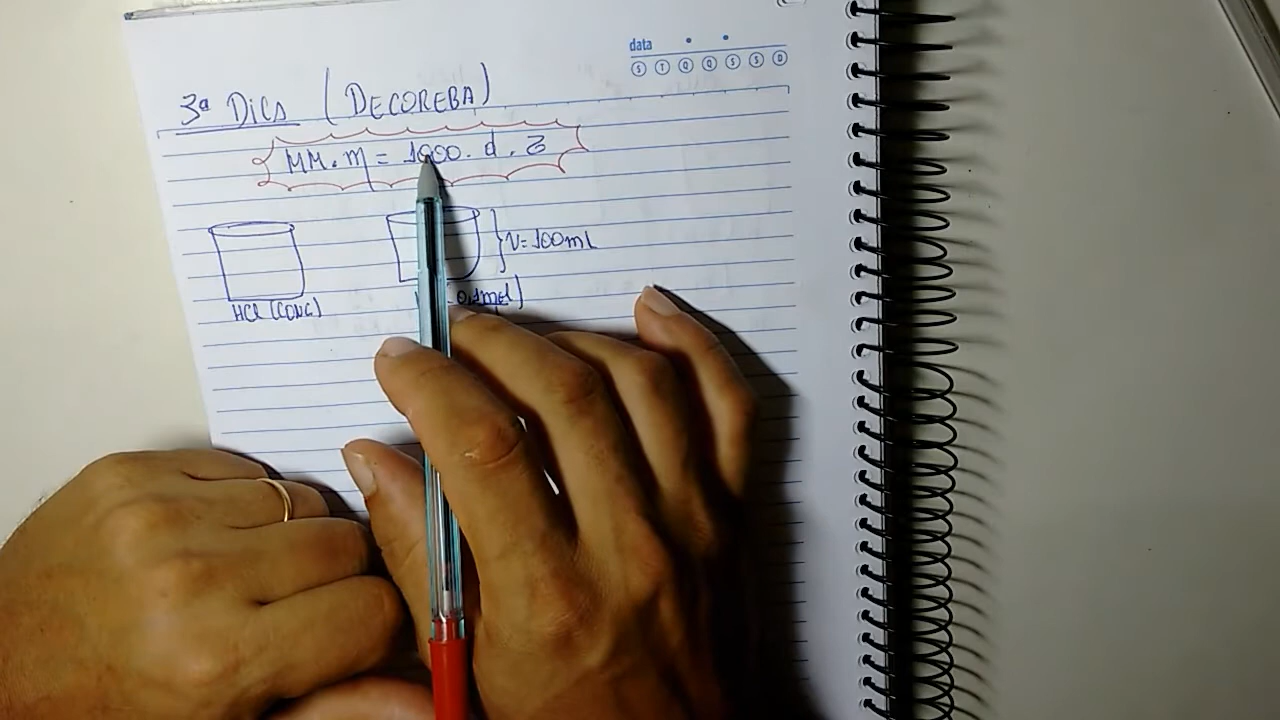 data
S T Q Q S S D
3ª DICA (DECOREBA)
MM.m = 1000.d.τ
V=100ml
0,1mol)
HCl (CONC)